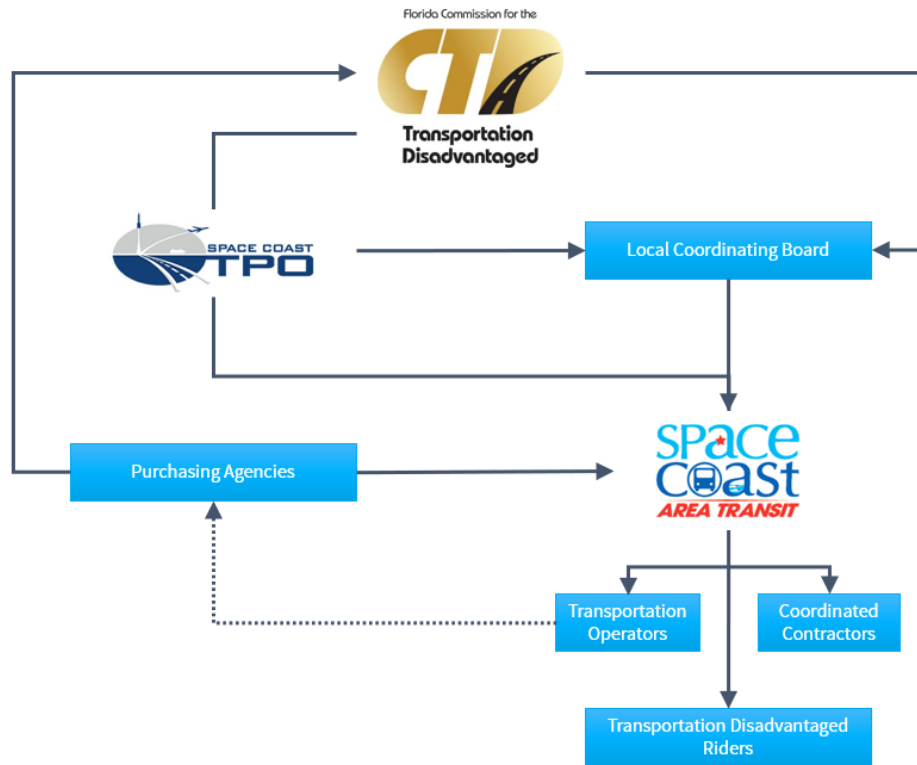 Florida Commission for the
CTD
Transportation
Disadvantaged
SPACE COAST
TPO
Local Coordinating Board
SPACE
COAST
AREA TRANSIT
Purchasing Agencies
Transportation
Operators
Coordinated
Contractors
Transportation Disadvantaged
Riders